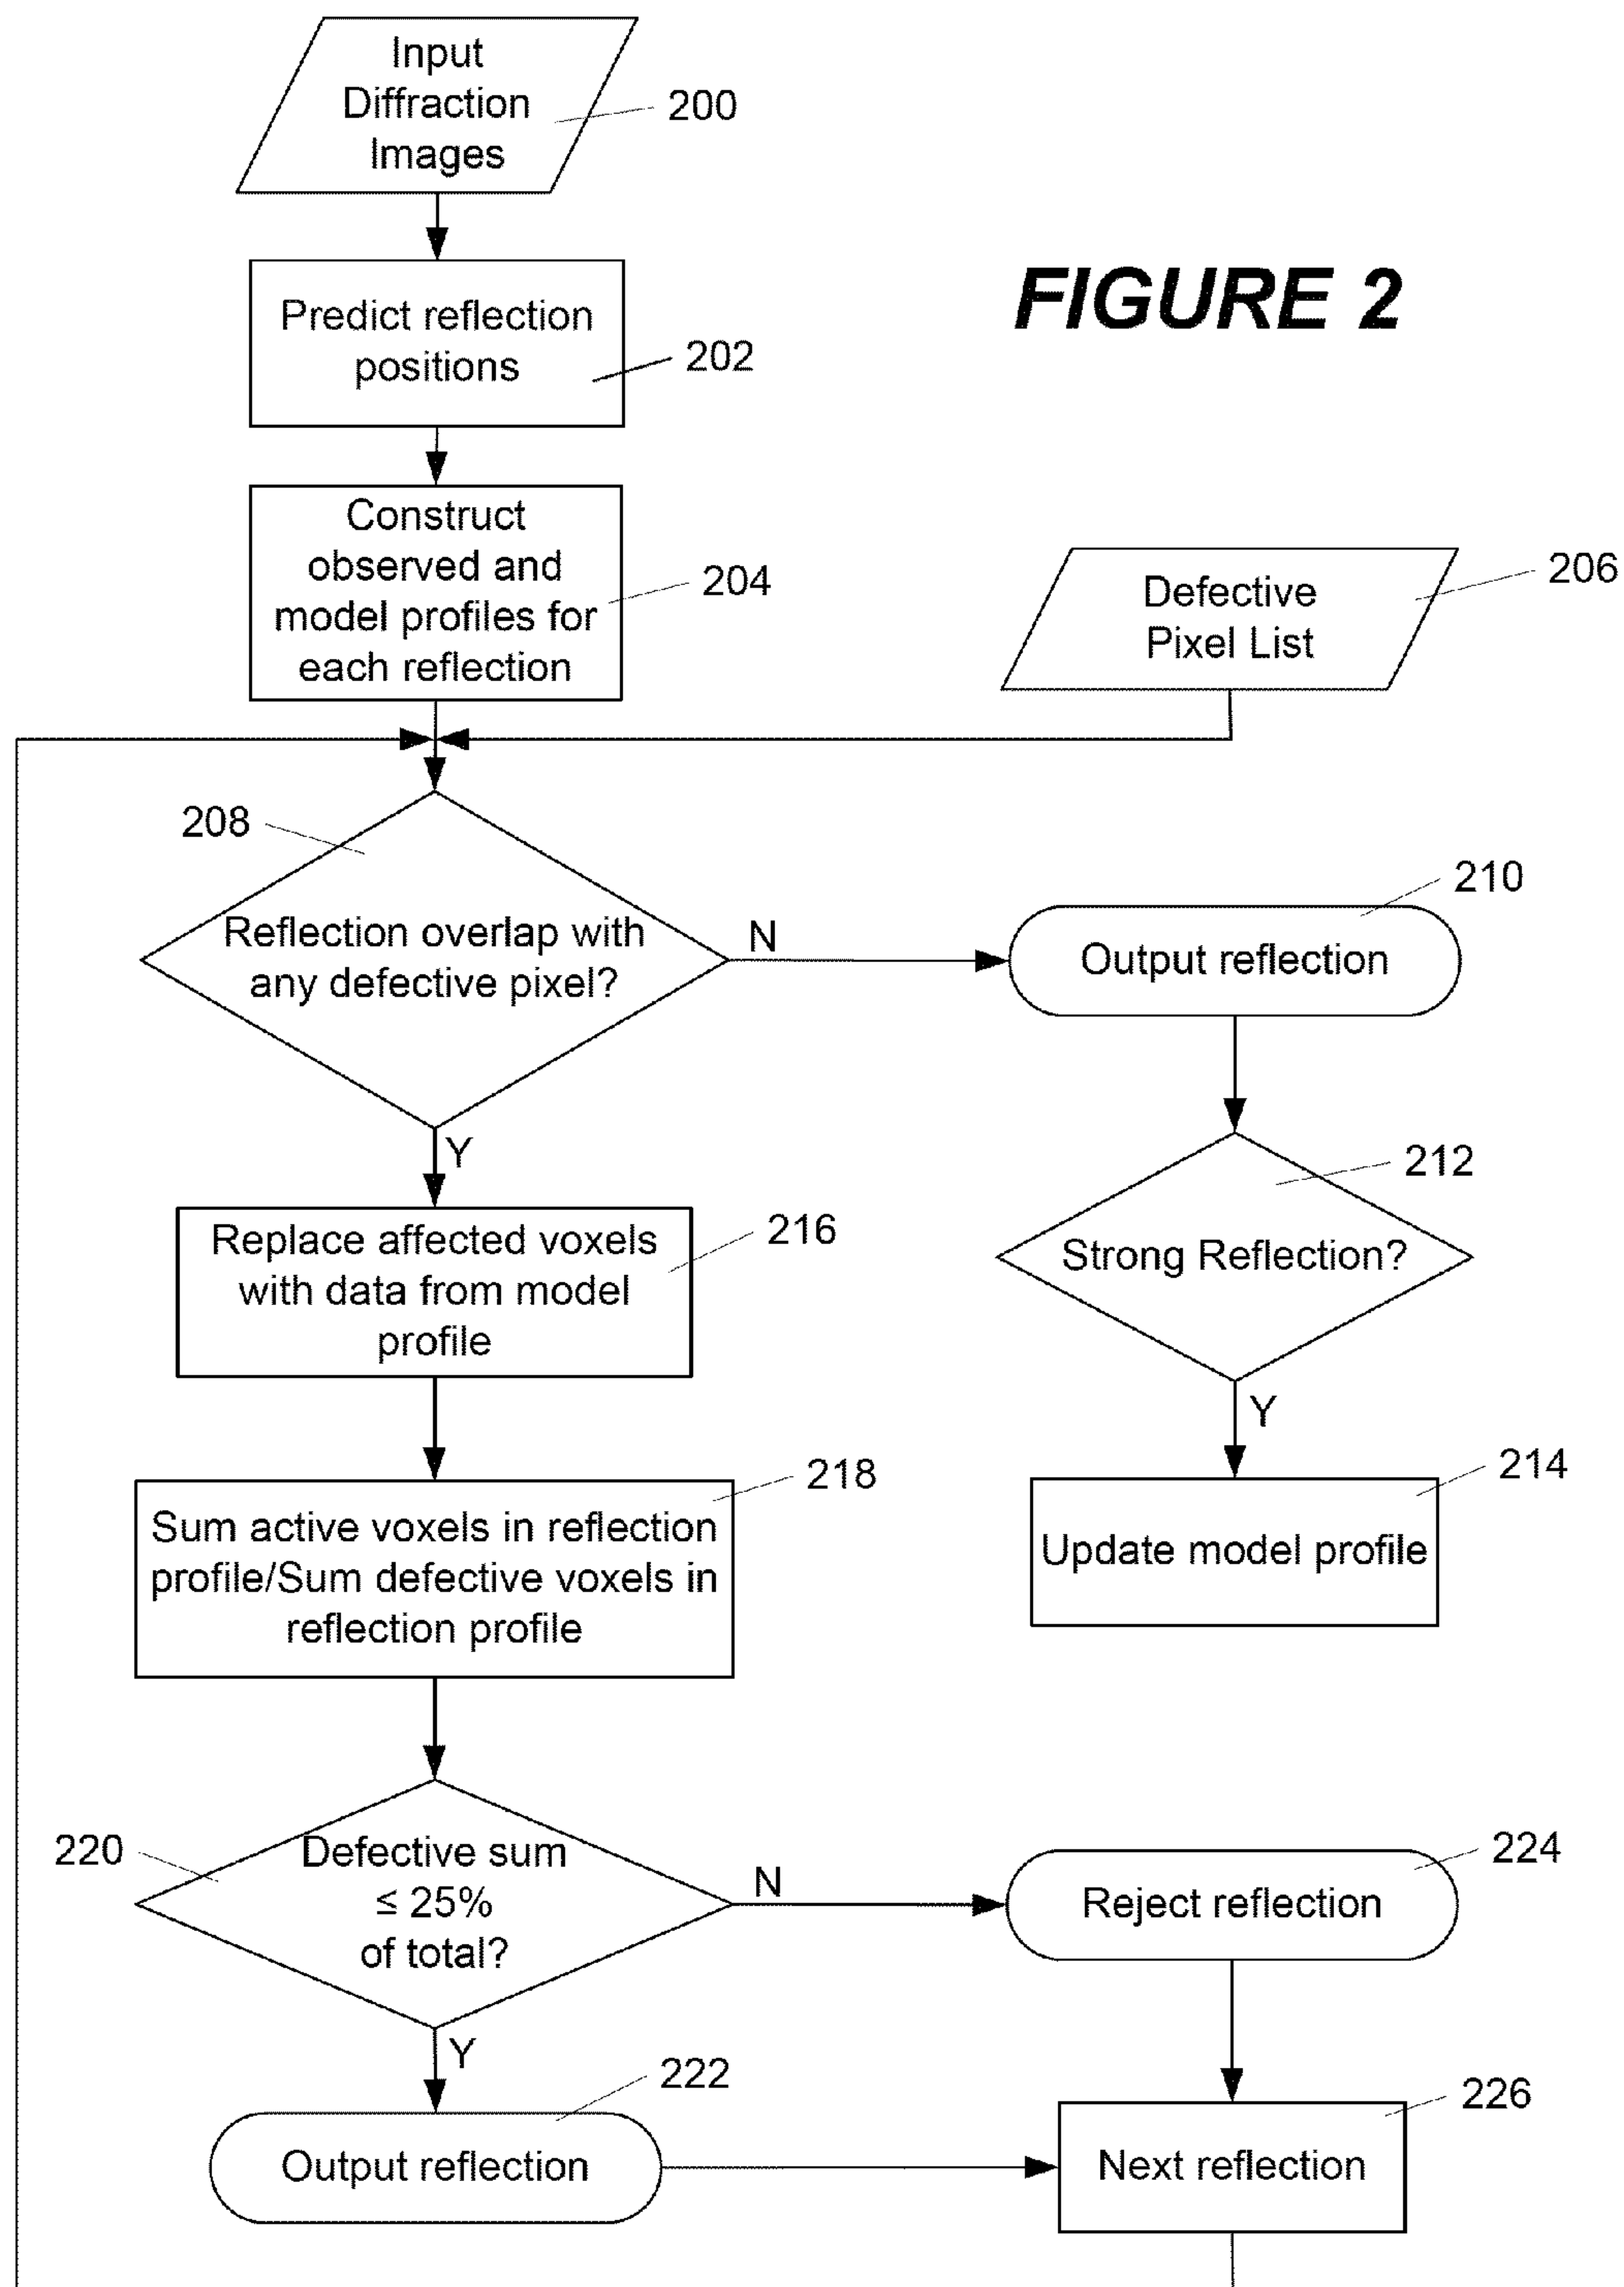 Input
Diffraction
Images
200
FIGURE 2
Predict reflection
positions
202
Construct
observed and
model profiles for
each reflection
204
Defective
Pixel List
206
208
Reflection overlap with
any defective pixel?
N
Y
210
Output reflection
212
Strong Reflection?
Y
214
Update model profile
216
Replace affected voxels
with data from model
profile
218
Sum active voxels in reflection
profile/Sum defective voxels in
reflection profile
220
Defective sum
≤ 25%
of total?
N
Y
224
Reject reflection
222
Output reflection
226
Next reflection